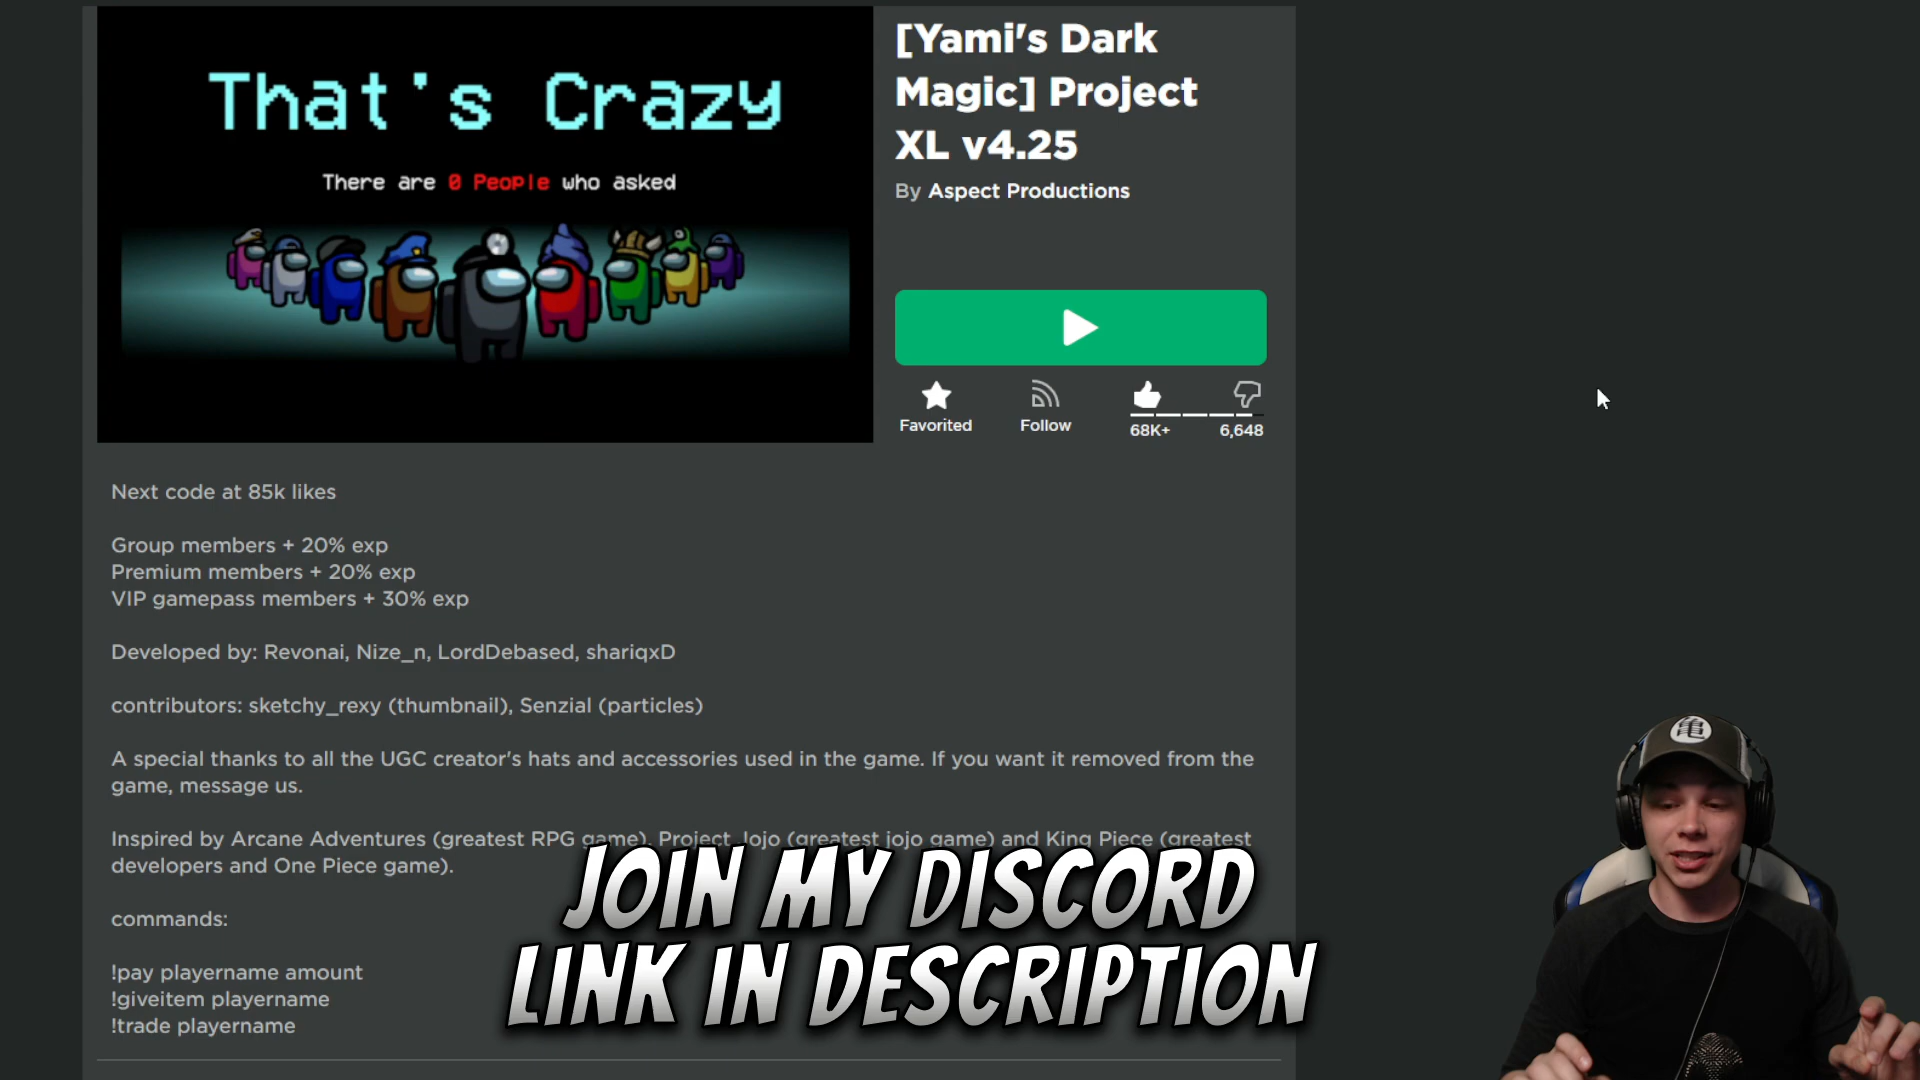 That's Crazy
There are 0 People who asked
[Yami's Dark
Magic] Project
XL v4.25
By Aspect Productions
Favorited
Follow
68K+
6,648
Next code at 85k likes
Group members + 20% exp
Premium members + 20% exp
VIP gamepass members + 30% exp
Developed by: Revonai, Nize_n, LordDebased, shariqxD
contributors: sketchy_rexy (thumbnail), Senzial (particles)
A special thanks to all the UGC creator's hats and accessories used in the game. If you want it removed from the
game, message us.
Inspired by Arcane Adventures (greatest RPG game), Project Jojo (greatest jojo game) and King Piece (greatest
developers and One Piece game).
commands:
!pay playername amount
!giveitem playername
!trade playername
JOIN MY DISCORD
LINK IN DESCRIPTION
亀